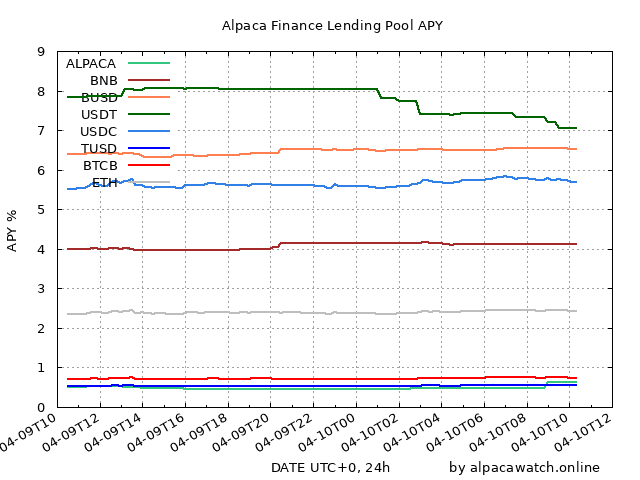 Alpaca Finance Lending Pool APY
9
8
7
6
5
4
3
2
1
0
APY %
ALPACA
BNB
BUSD
USDT
USDC
TUSD
BTCB
ETH
04-09T10
04-09T12
04-09T14
04-09T16
04-09T18
04-09T20
04-09T22
04-10T00
04-10T02
04-10T04
04-10T06
04-10T08
04-10T10
04-10T12
DATE UTC+0, 24h
by alpacawatch.online